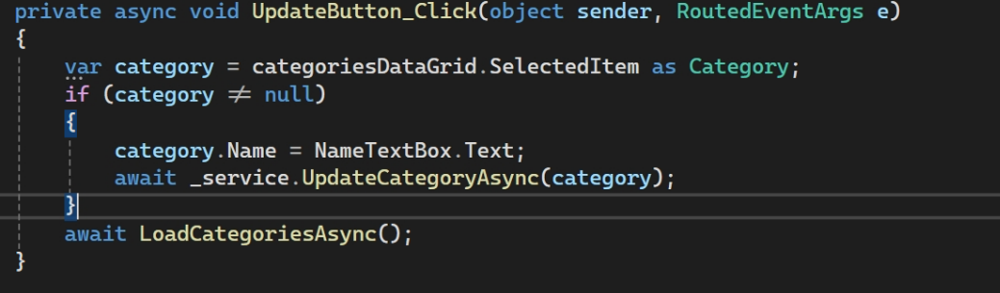 private async void UpdateButton_Click(object sender, RoutedEventArgs e)
{
    var category = categoriesDataGrid.SelectedItem as Category;
    if (category != null)
    {
        category.Name = NameTextBox.Text;
        await _service.UpdateCategoryAsync(category);
    }
    await LoadCategoriesAsync();
}